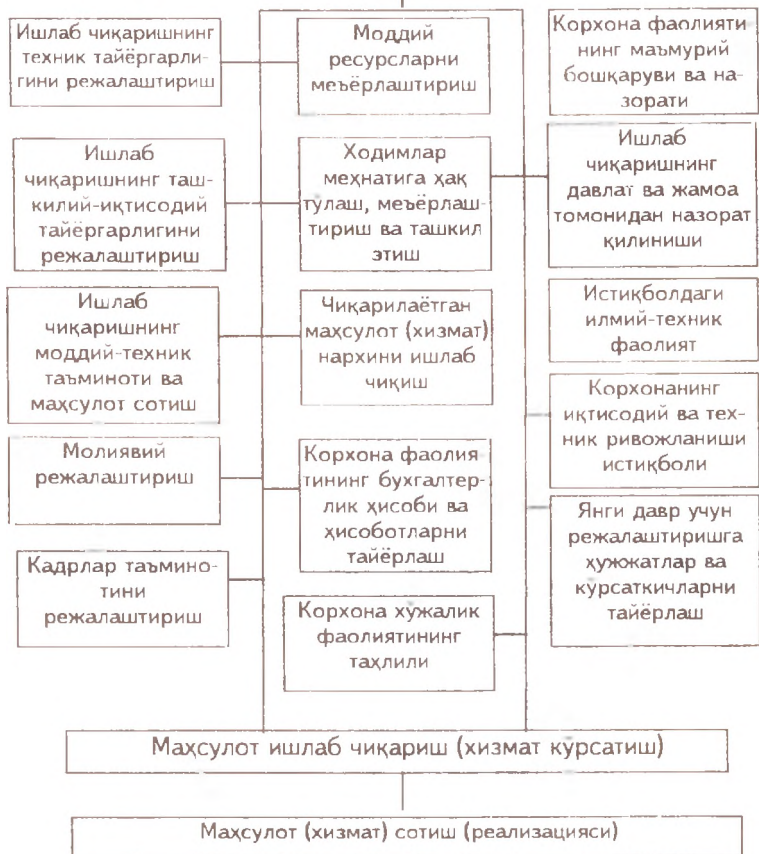 Ишлаб чиқаришнинг
техник тайёргарли-
гини режалаштириш
Ишлаб
чиқаришнинг таш-
килий-иқтисодий
тайёргарлигини
режалаштириш
Ишлаб
чиқаришнинг
моддий-техник
таъминоти ва
маҳсулот сотиш
Молиявий
режалаштириш
Кадрлар таъмино-
тини
режалаштириш
Моддий
ресурсларни
меъёрлаштириш
Ходимлар
меҳнатига ҳақ
тулаш, меъёрлаш-
тириш ва ташкил
этиш
Чиқарилаётган
маҳсулот (хизмат)
нархини ишлаб
чиқиш
Корхона фаолия
тининг бухгалтер-
лик ҳисоби ва
ҳисоботларни
тайёрлаш
Корхона хужалик
фаолиятининг
таҳлили
Корхона фаолияти
нинг маъмурий
бошқаруви ва на-
зорати
Ишлаб
чиқаришнинг
давлат ва жамоа
томонидан назорат
қилиниши
Истиқболдаги
илмий-техник
фаолият
Корхонанинг
иқтисодий ва тех-
ник ривожланиши
истиқболи
Янги давр учун
режалаштиришга
ҳужжатлар ва
курсаткичларни
тайёрлаш
Маҳсулот ишлаб чиқариш (хизмат курсатиш)
Маҳсулот (хизмат) сотиш (реализацияси)